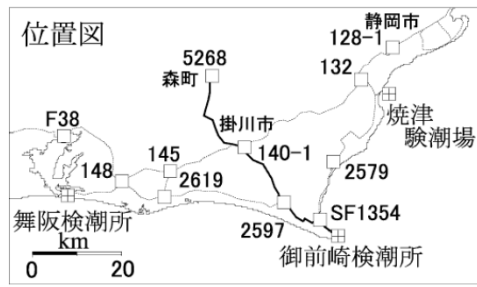 位置図
静岡市
128-1
5268
132
森町
焼津
験潮場
F38
掛川市
140-1
145
148
2579
2619
SF1354
舞阪検潮所
2597
御前崎検潮所
km
0 20